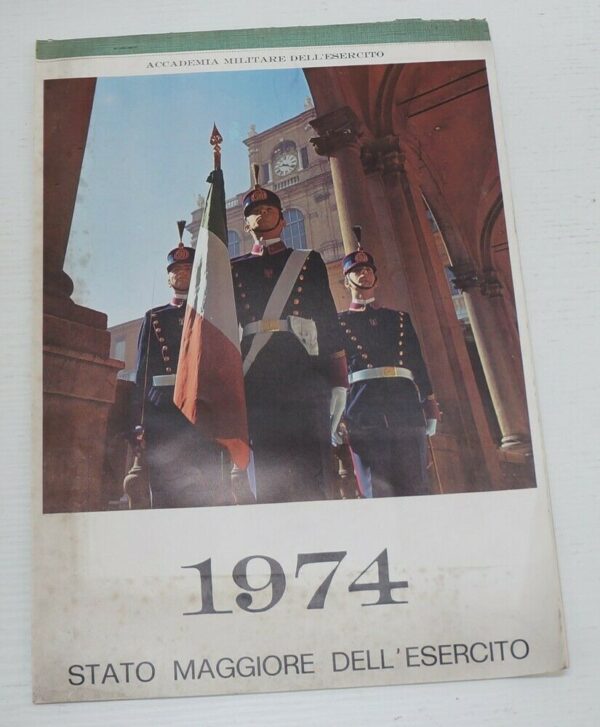 ACCADEMIA MILITARE DELL'ESERCITO
1974
STATO MAGGIORE DELL'ESERCITO